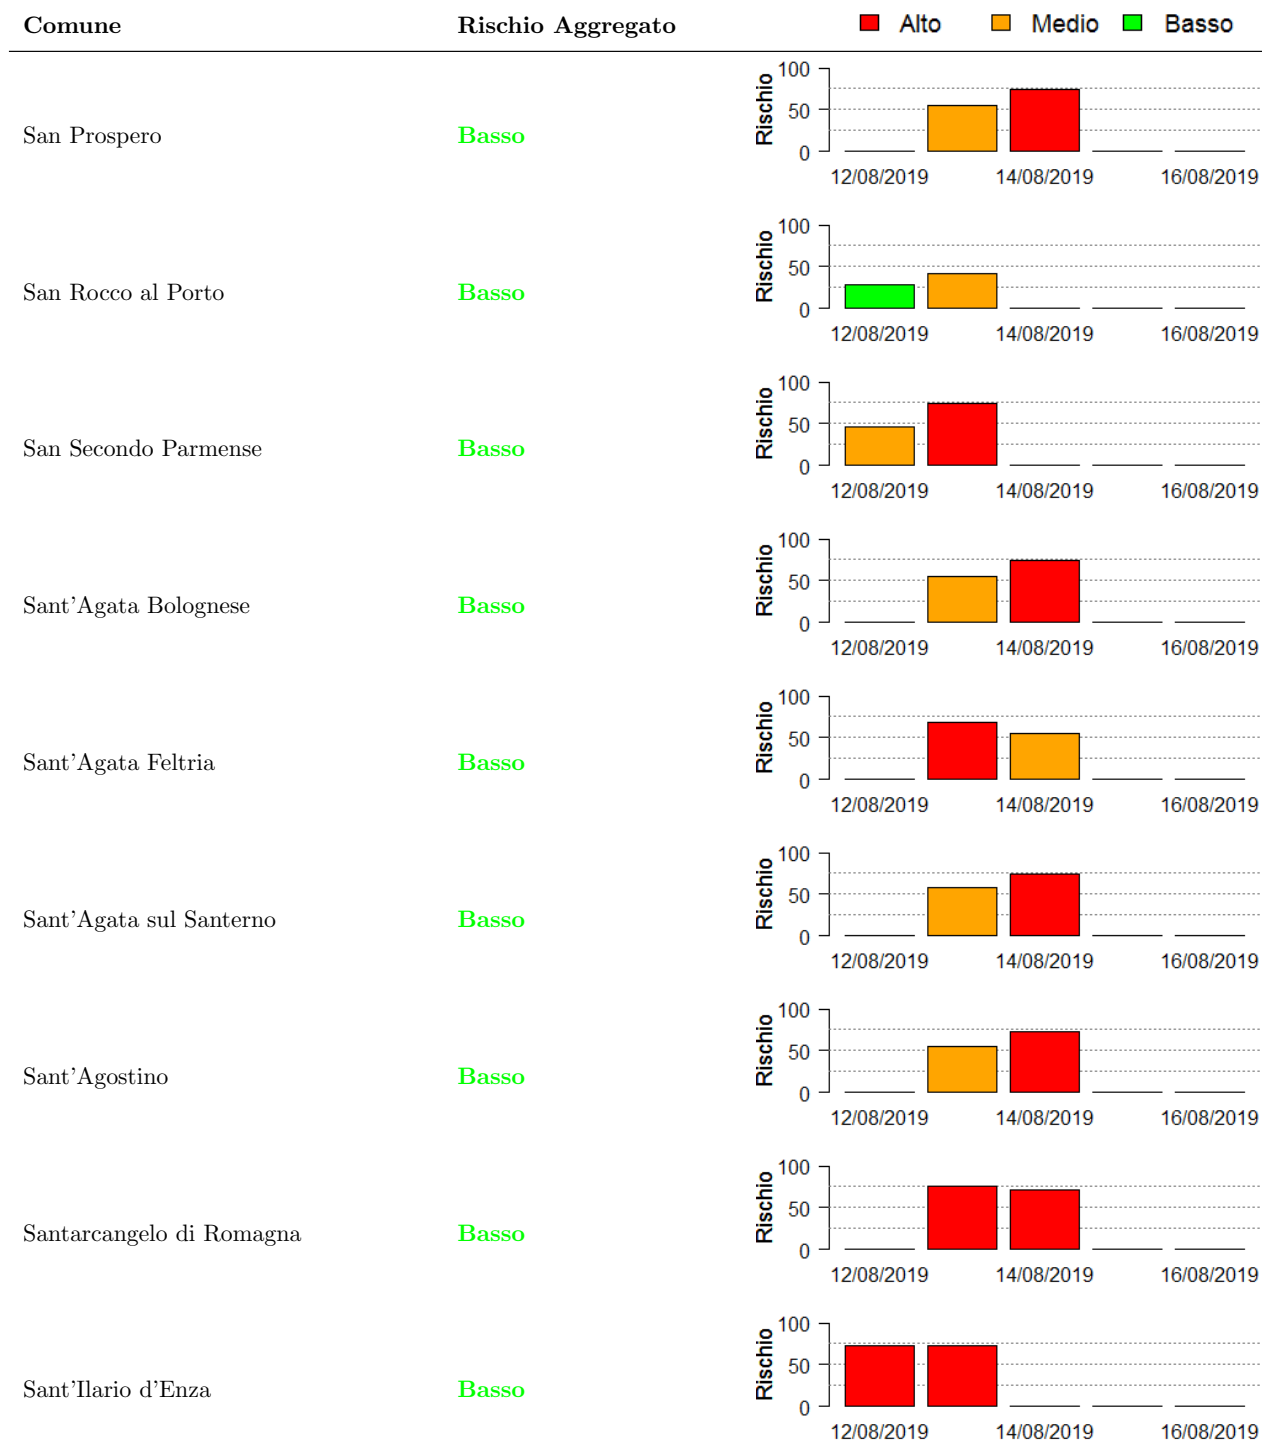 Comune Rischio Aggregato Alto Medio Basso
100
50
0
Rischio
San Prospero Basso
12/08/2019 14/08/2019 16/08/2019
100
50
0
Rischio
San Rocco al Porto Basso
12/08/2019 14/08/2019 16/08/2019
100
50
0
Rischio
San Secondo Parmense Basso
12/08/2019 14/08/2019 16/08/2019
100
50
0
Rischio
Sant'Agata Bolognese Basso
12/08/2019 14/08/2019 16/08/2019
100
50
0
Rischio
Sant'Agata Feltria Basso
12/08/2019 14/08/2019 16/08/2019
100
50
0
Rischio
Sant'Agata sul Santerno Basso
12/08/2019 14/08/2019 16/08/2019
100
50
0
Rischio
Sant'Agostino Basso
12/08/2019 14/08/2019 16/08/2019
100
50
0
Rischio
Santarcangelo di Romagna Basso
12/08/2019 14/08/2019 16/08/2019
100
50
0
Rischio
Sant'Ilario d'Enza Basso
12/08/2019 14/08/2019 16/08/2019